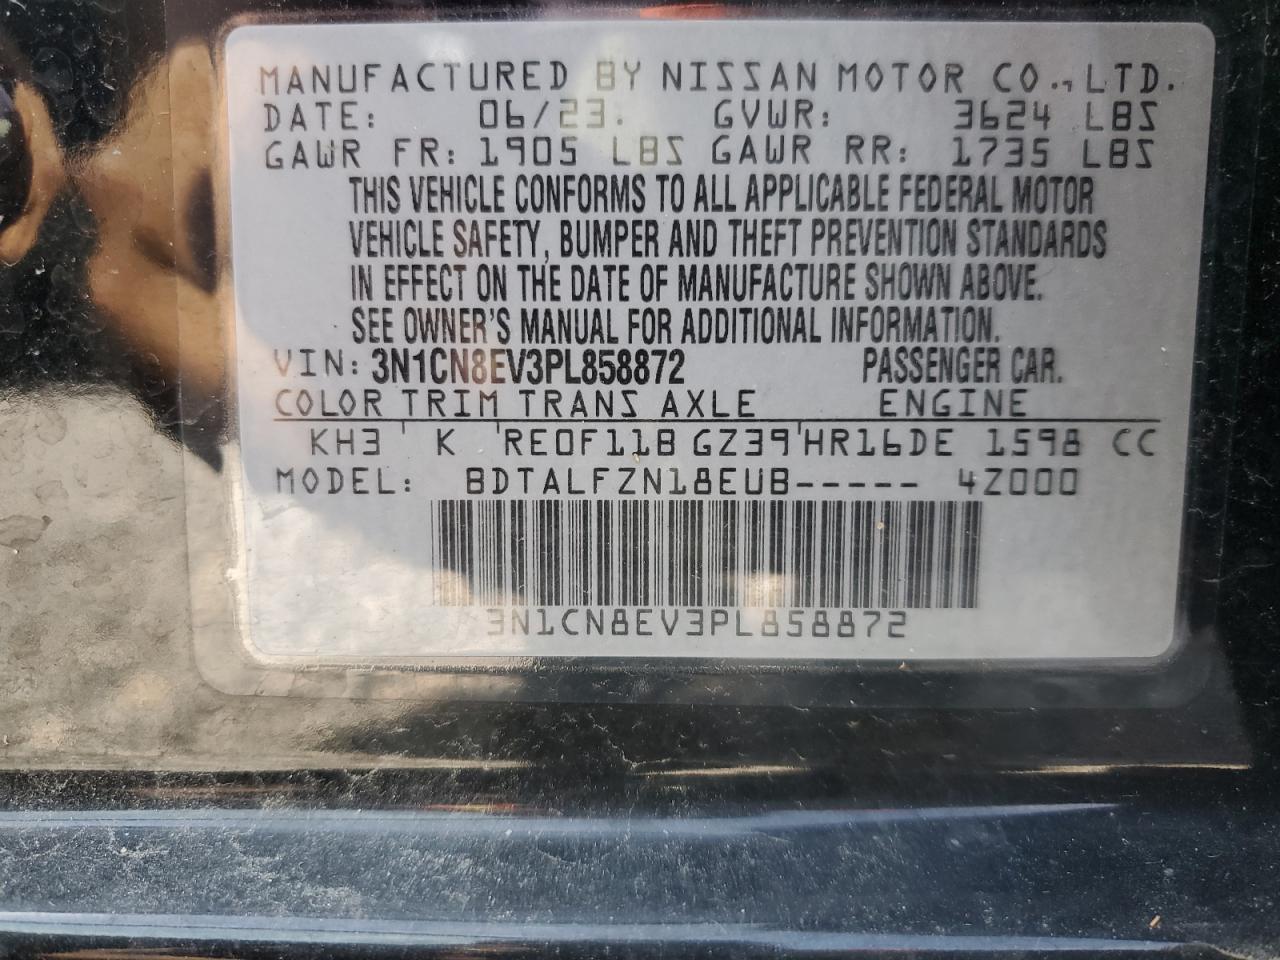 MANUFACTURED BY NISSAN MOTOR CO., LTD.
DATE: 06/23. GVWR: 3624 LBS
GAWR FR: 1905 LBS GAWR RR: 1735 LBS
THIS VEHICLE CONFORMS TO ALL APPLICABLE FEDERAL MOTOR
VEHICLE SAFETY, BUMPER AND THEFT PREVENTION STANDARDS
IN EFFECT ON THE DATE OF MANUFACTURE SHOWN ABOVE.
SEE OWNER'S MANUAL FOR ADDITIONAL INFORMATION.
VIN: 3N1CN8EV3PL858872 PASSENGER CAR.
COLOR TRIM TRANS AXLE ENGINE
KH3 K RE0F11B GZ39 HR16DE 1598 CC
MODEL: BDTALFZN18EUB----- 4Z000
3N1CN8EV3PL858872